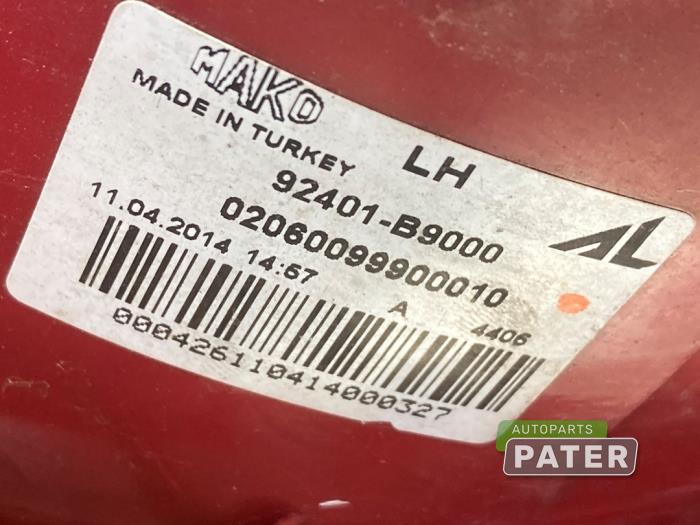 MAKO
MADE IN TURKEY
LH
92401-B9000
02060099900010
AL
11.04.2014 14:57
A
4406
000426110414000327
AUTOPARTS
PATER